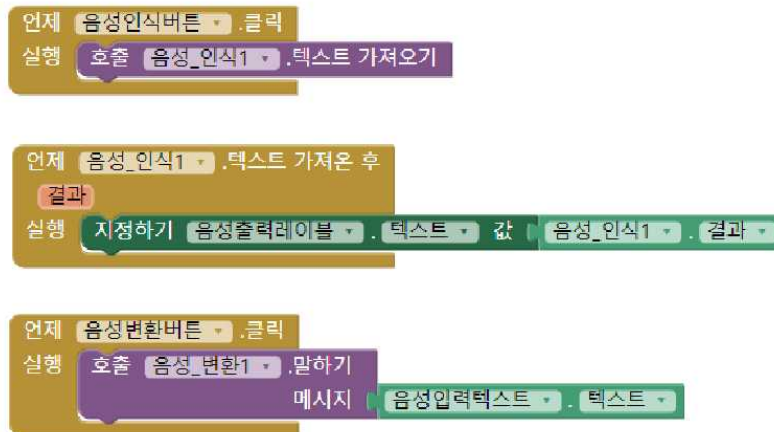 언제 음성인식버튼 .클릭
실행 호출 음성_인식1 .텍스트 가져오기
언제 음성_인식1 .텍스트 가져온 후
결과
실행 지정하기 음성출력레이블 . 텍스트 값 음성_인식1 . 결과
언제 음성변환버튼 .클릭
실행 호출 음성_변환1 .말하기
메시지 음성입력텍스트 . 텍스트